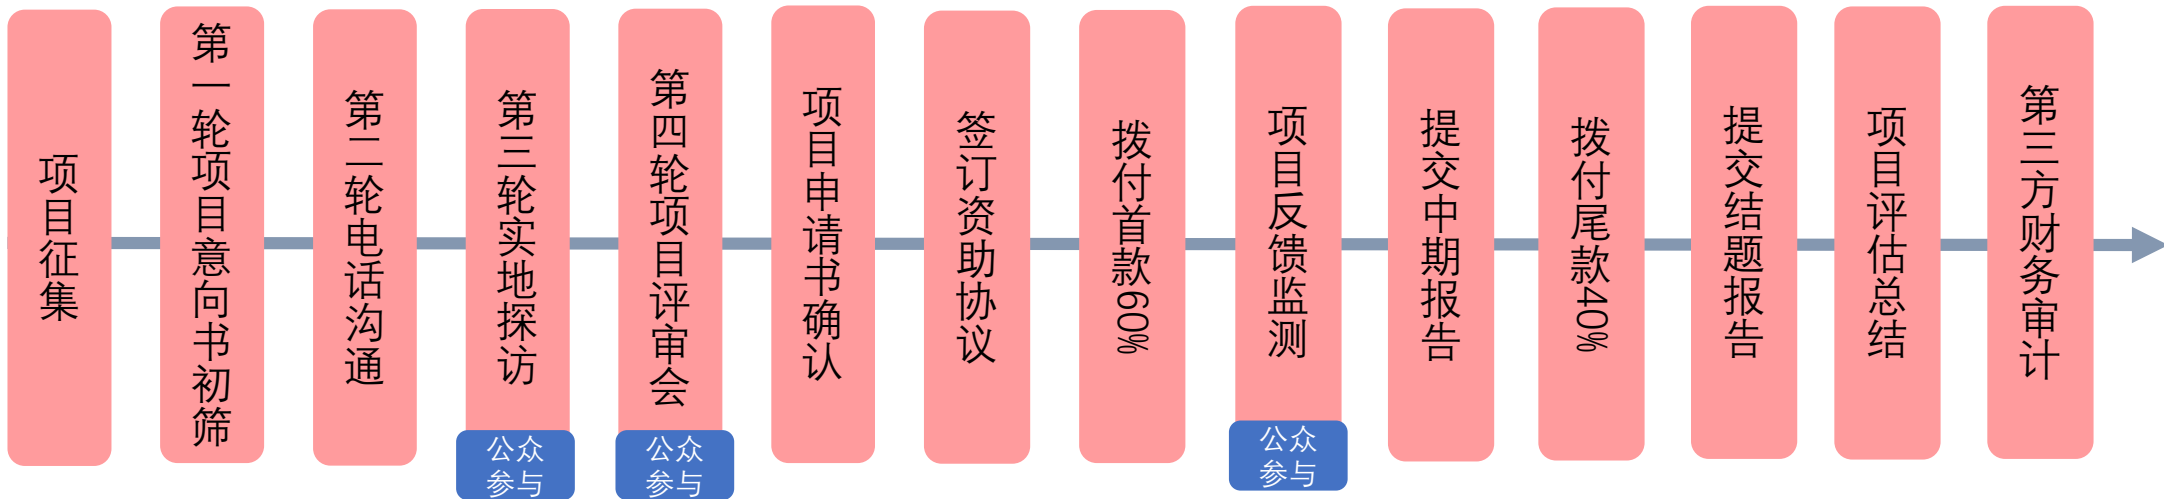 项目征集
第一轮项目意向书初筛
第二轮电话沟通
第三轮实地探访
公众
参与
第四轮项目评审会
公众
参与
项目申请书确认
签订资助协议
拨付首款60%
项目反馈监测
公众
参与
提交中期报告
拨付尾款40%
提交结题报告
项目评估总结
第三方财务审计